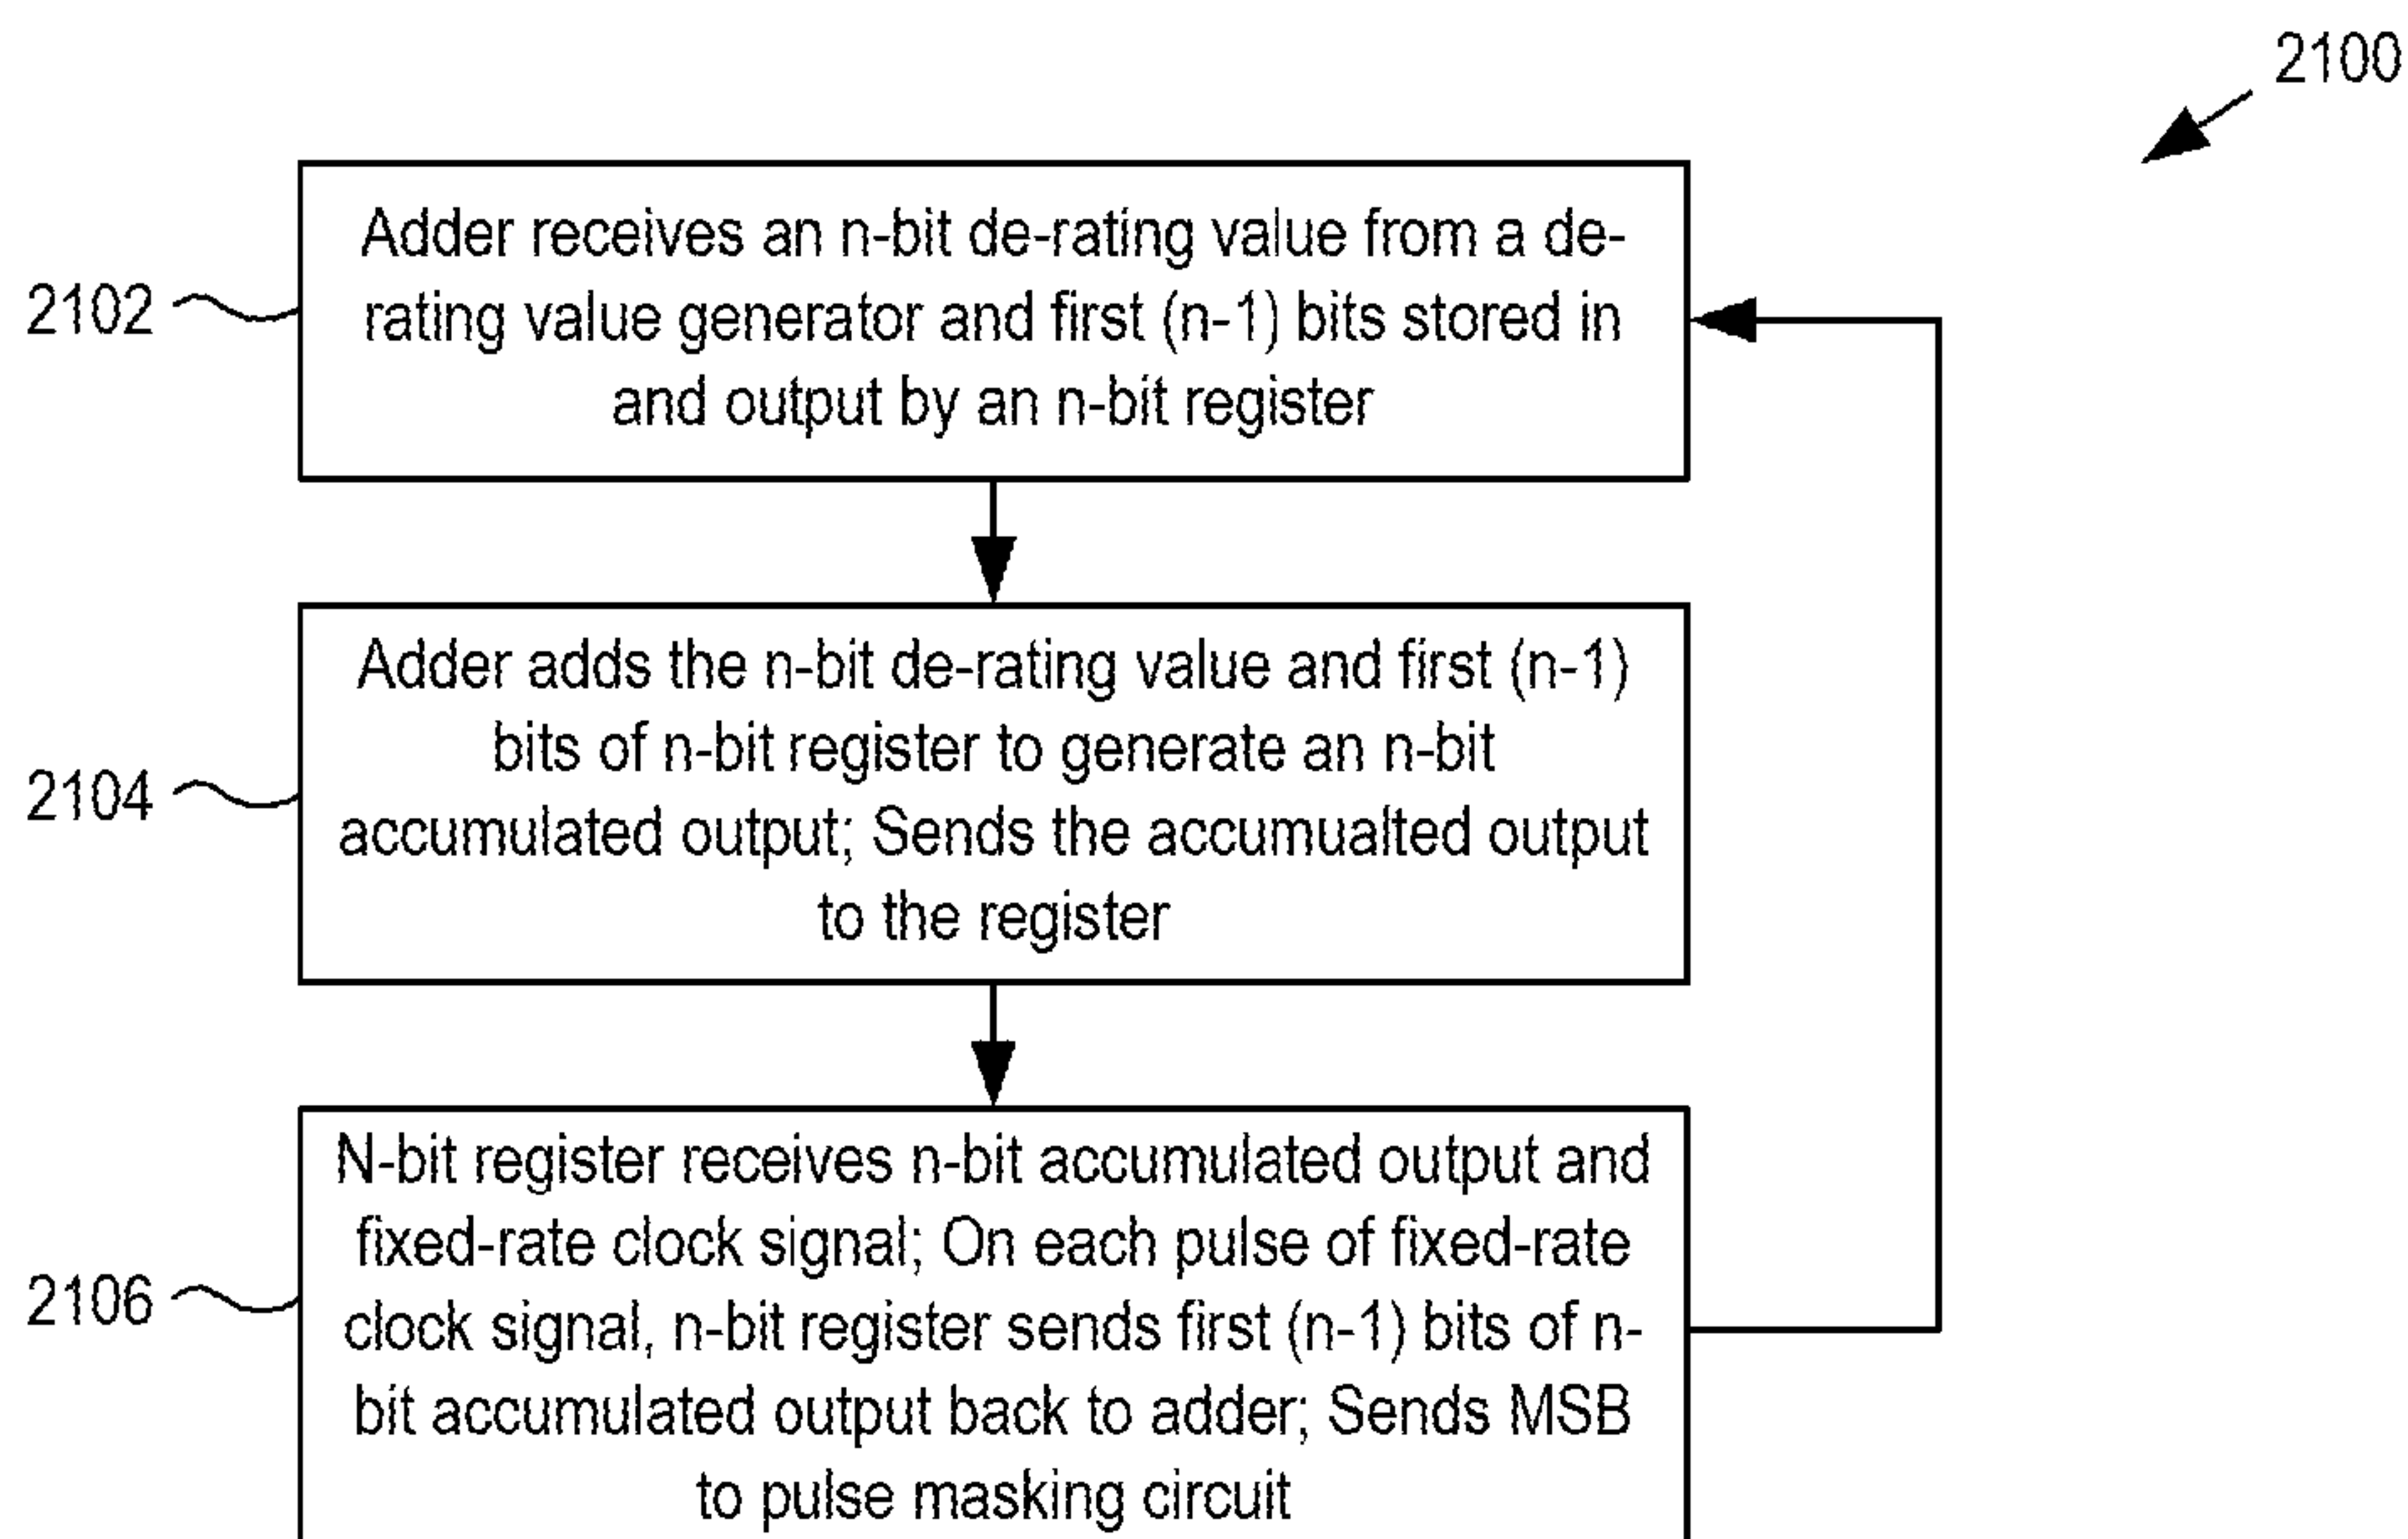 2100
Adder receives an n-bit de-
rating value generator and first (n-1) bits stored in
and output by an n-bit register
2102
Adder adds the n-bit de-rating value and first (n-1)
bits of n-bit register to generate an n-bit
accumulated output; Sends the accumualted output
to the register
2104
N-bit register receives n-bit accumulated output and
fixed-rate clock signal; On each pulse of fixed-rate
clock signal, n-bit register sends first (n-1) bits of n-
bit accumulated output back to adder; Sends MSB
to pulse masking circuit
2106